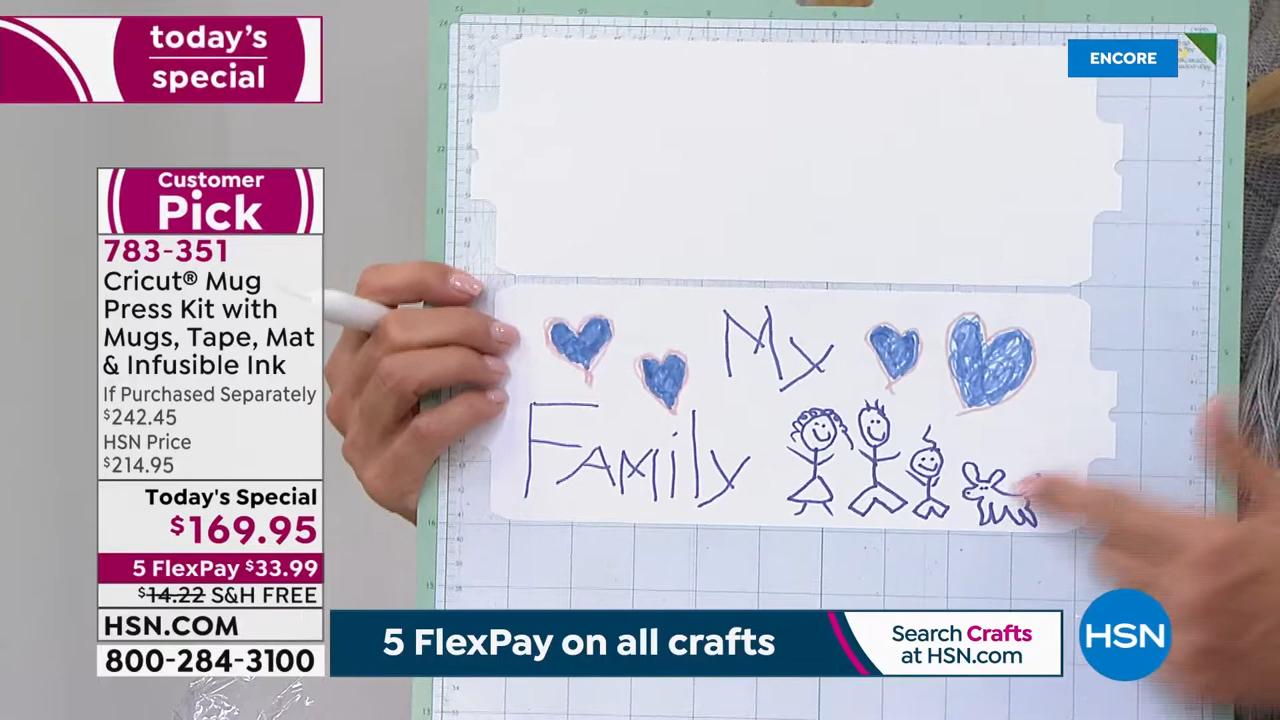 today's
special
ENCORE
Customer
Pick
783-351
Cricut® Mug
Press Kit with
Mugs, Tape, Mat
& Infusible Ink
If Purchased Separately
$242.45
HSN Price
$214.95
Today's Special
$169.95
5 FlexPay $33.99
$14.22 S&H FREE
HSN.COM
800-284-3100
My
Family
5 FlexPay on all crafts
Search Crafts
at HSN.com
HSN